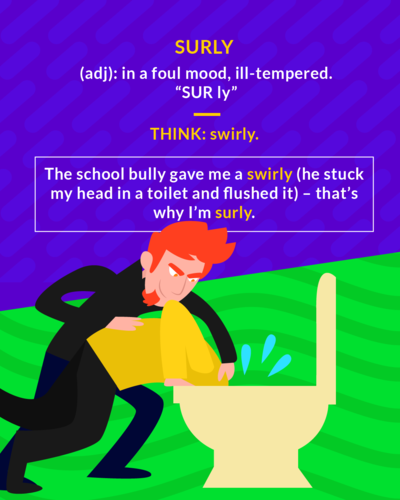 SURLY
(adj): in a foul mood, ill-tempered.
“SUR ly”
THINK: swirly.
The school bully gave me a swirly (he stuck
my head in a toilet and flushed it) – that’s
why I’m surly.